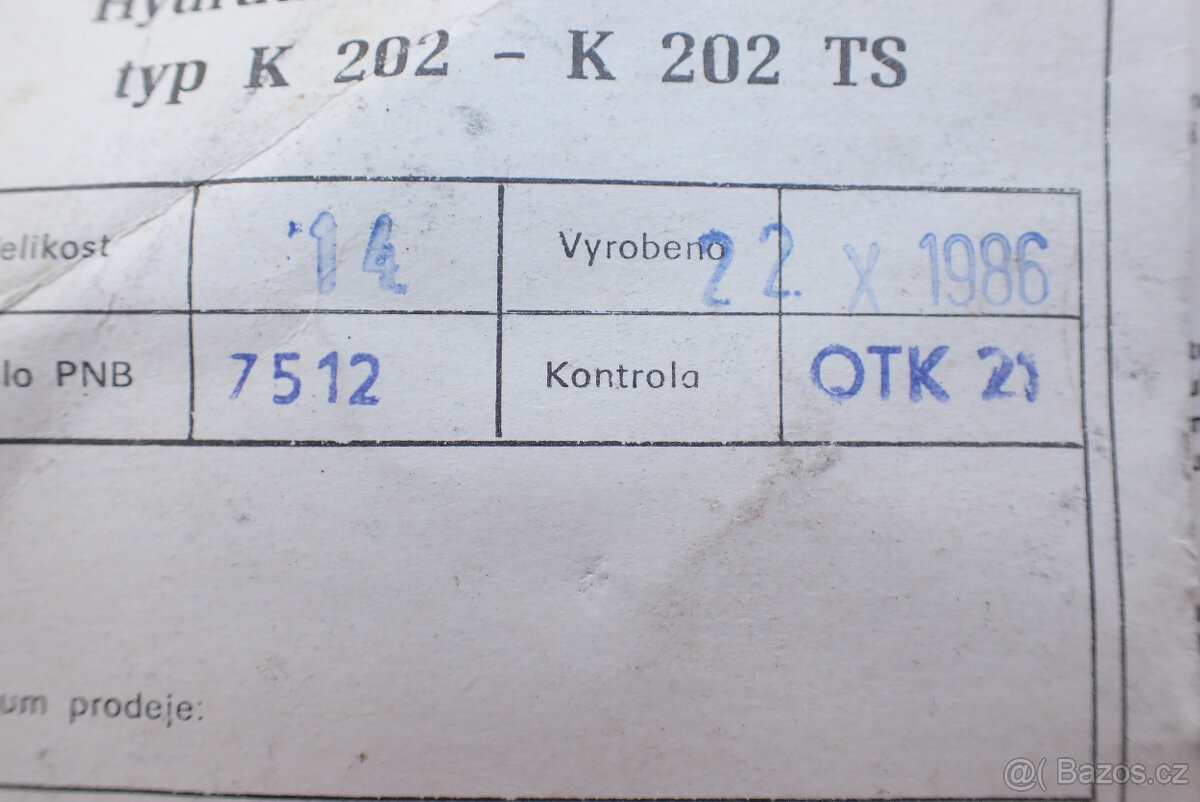 typ K 202 – K 202 TS
elikost 14 Vyrobeno 22. X 1986
lo PNB 7512 Kontrola OTK 21
um prodeje:
@( Bazos.cz